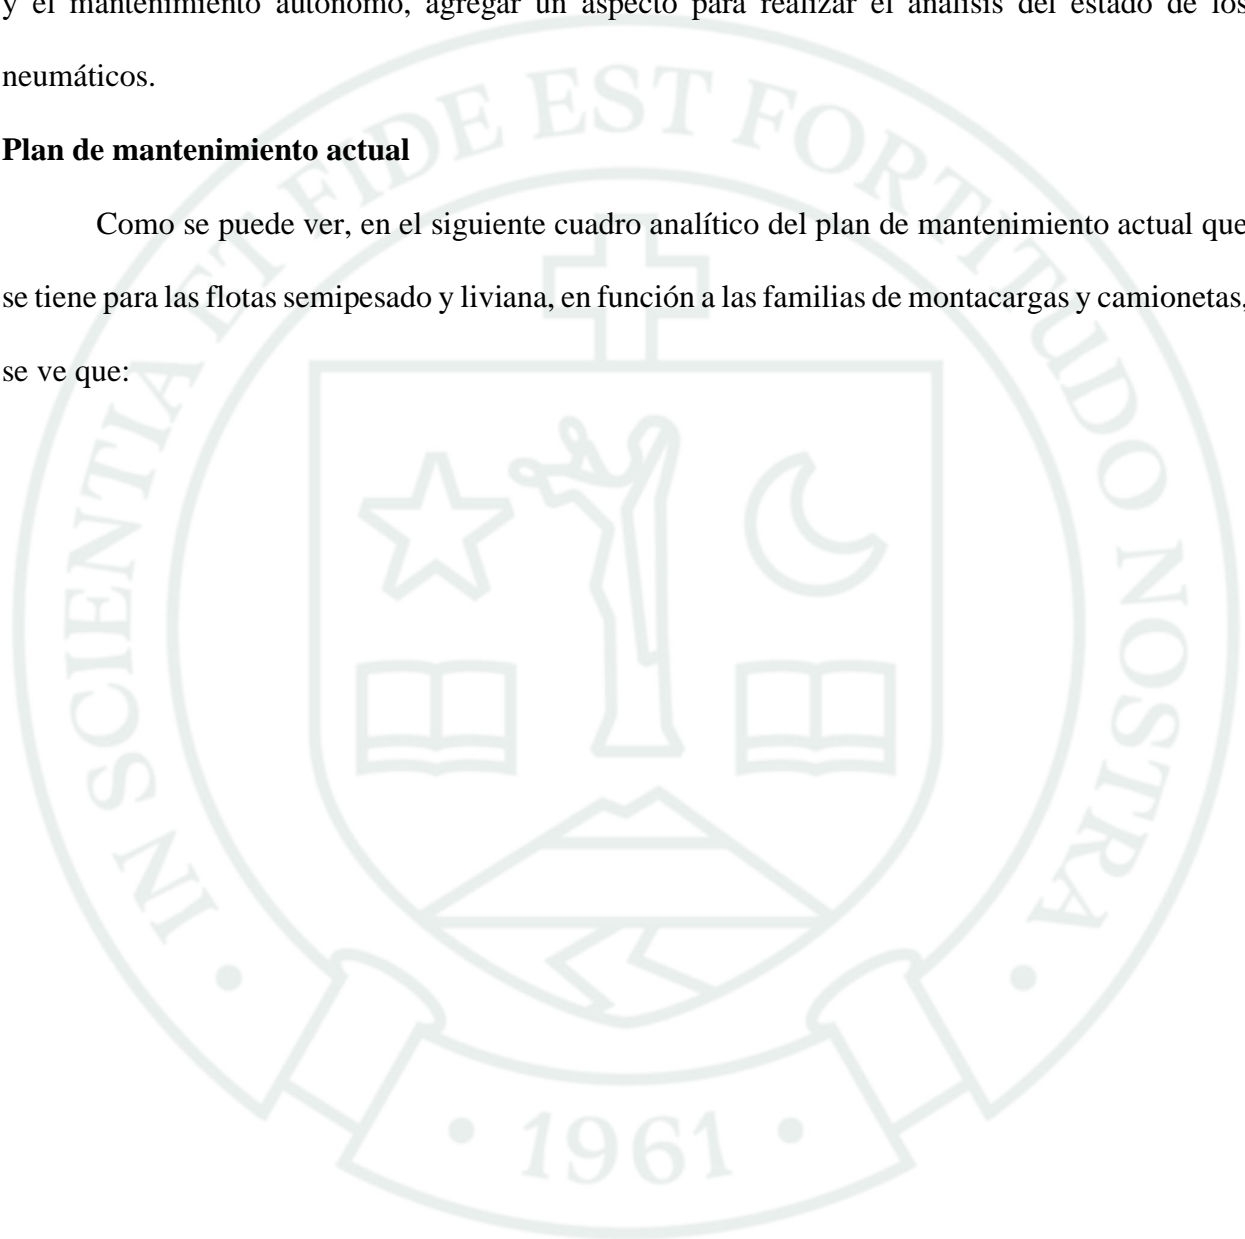 y el mantenimiento autónomo, agregar un aspecto para realizar el análisis del estado de los
neumáticos.
Plan de mantenimiento actual
Como se puede ver, en el siguiente cuadro analítico del plan de mantenimiento actual que
se tiene para las flotas semipesado y liviana, en función a las familias de montacargas y camionetas,
se ve que:
IN SCIENTIA ET FIDE EST FORTITUDO NOSTRA
• 1961 •